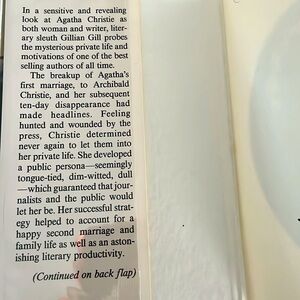 In a sensitive and revealing
look at Agatha Christie as
both woman and writer, liter-
ary sleuth Gillian Gill probes
the mysterious private life and
motivations of one of the best
selling authors of all time.
The breakup of Agatha's
first marriage, to Archibald
Christie, and her subsequent
ten-day disappearance had
made headlines. Feeling
hunted and wounded by the
press, Christie determined
never again to let them into
her private life. She developed
a public persona—seemingly
tongue-tied, dim-witted, dull
—which guaranteed that jour-
nalists and the public would
let her be. Her successful strat-
egy helped to account for a
happy second marriage and
family life as well as an aston-
ishing literary productivity.
(Continued on back flap)